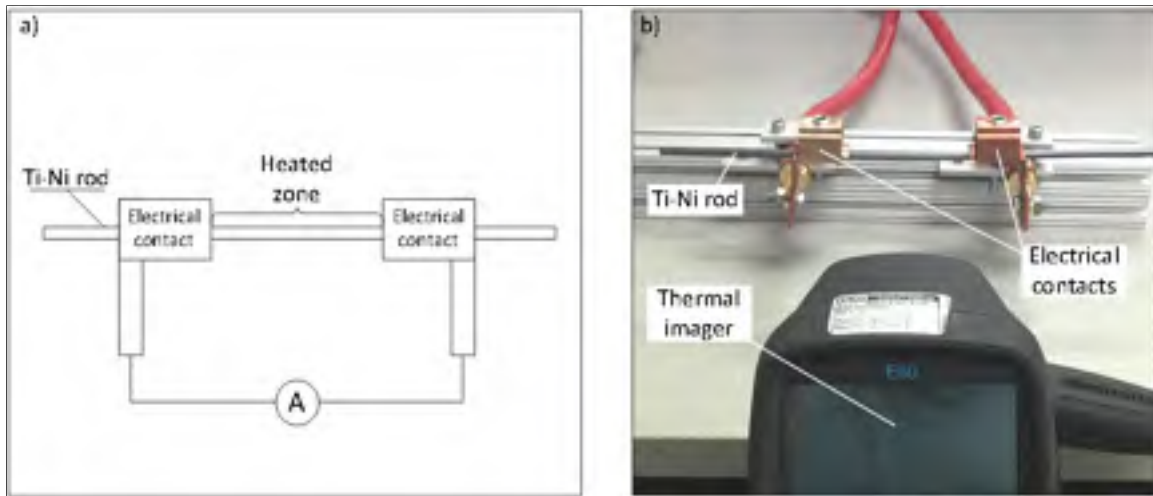 a)
Ti-Ni rod
Heated
zone
Electrical
contact
Electrical
contact
A
b)
Ti-Ni rod
Electrical
contacts
Thermal
imager
E60